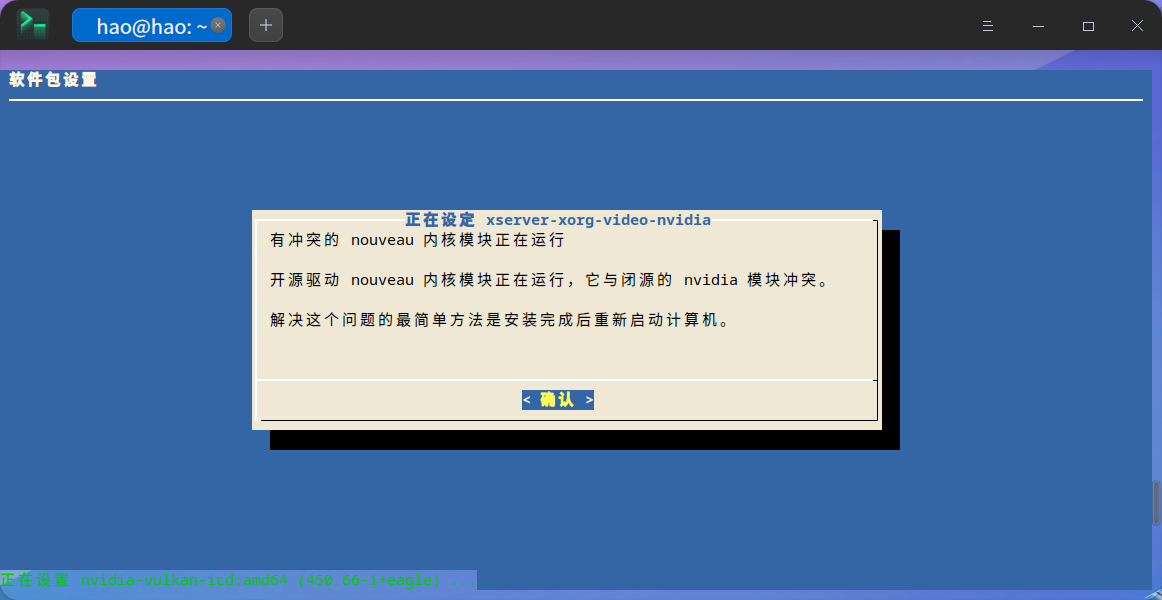 hao@hao: ~
软件包设置
正在设定 xserver-xorg-video-nvidia
有冲突的 nouveau 内核模块正在运行
开源驱动 nouveau 内核模块正在运行，它与闭源的 nvidia 模块冲突。
解决这个问题的最简单方法是安装完成后重新启动计算机。
< 确认 >
正在设置 nvidia-vulkan-icd:amd64 (450.66-1+eagle) ...